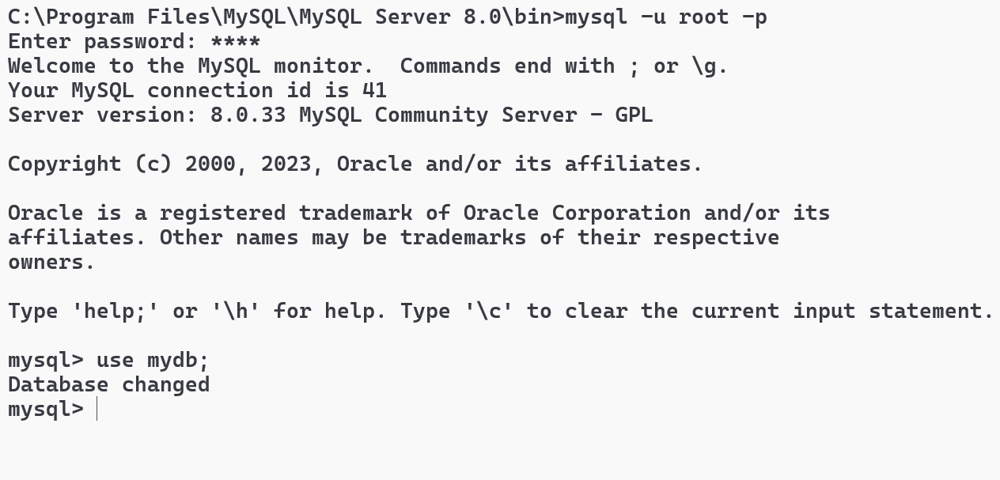 C:\Program Files\MySQL\MySQL Server 8.0\bin>mysql -u root -p
Enter password: ****
Welcome to the MySQL monitor.  Commands end with ; or \g.
Your MySQL connection id is 41
Server version: 8.0.33 MySQL Community Server - GPL

Copyright (c) 2000, 2023, Oracle and/or its affiliates.

Oracle is a registered trademark of Oracle Corporation and/or its
affiliates. Other names may be trademarks of their respective
owners.

Type 'help;' or '\h' for help. Type '\c' to clear the current input statement.

mysql> use mydb;
Database changed
mysql>